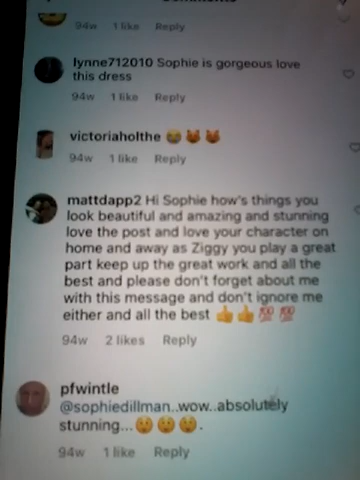 94w 1 like Reply
lynne712010 Sophie is gorgeous love
this dress
94w 1 like Reply
victoriaholthe 😂😻😻
94w 1 like Reply
mattdapp2 Hi Sophie how's things you
look beautiful and amazing and stunning
love the post and love your character on
home and away as Ziggy you play a great
part keep up the great work and all the
best and please don't forget about me
with this message and don't ignore me
either and all the best 👍👍💯💯
94w 2 likes Reply
pfwintle
@sophiedillman..wow..absolutely
stunning...😲😲😲.
94w 1 like Reply